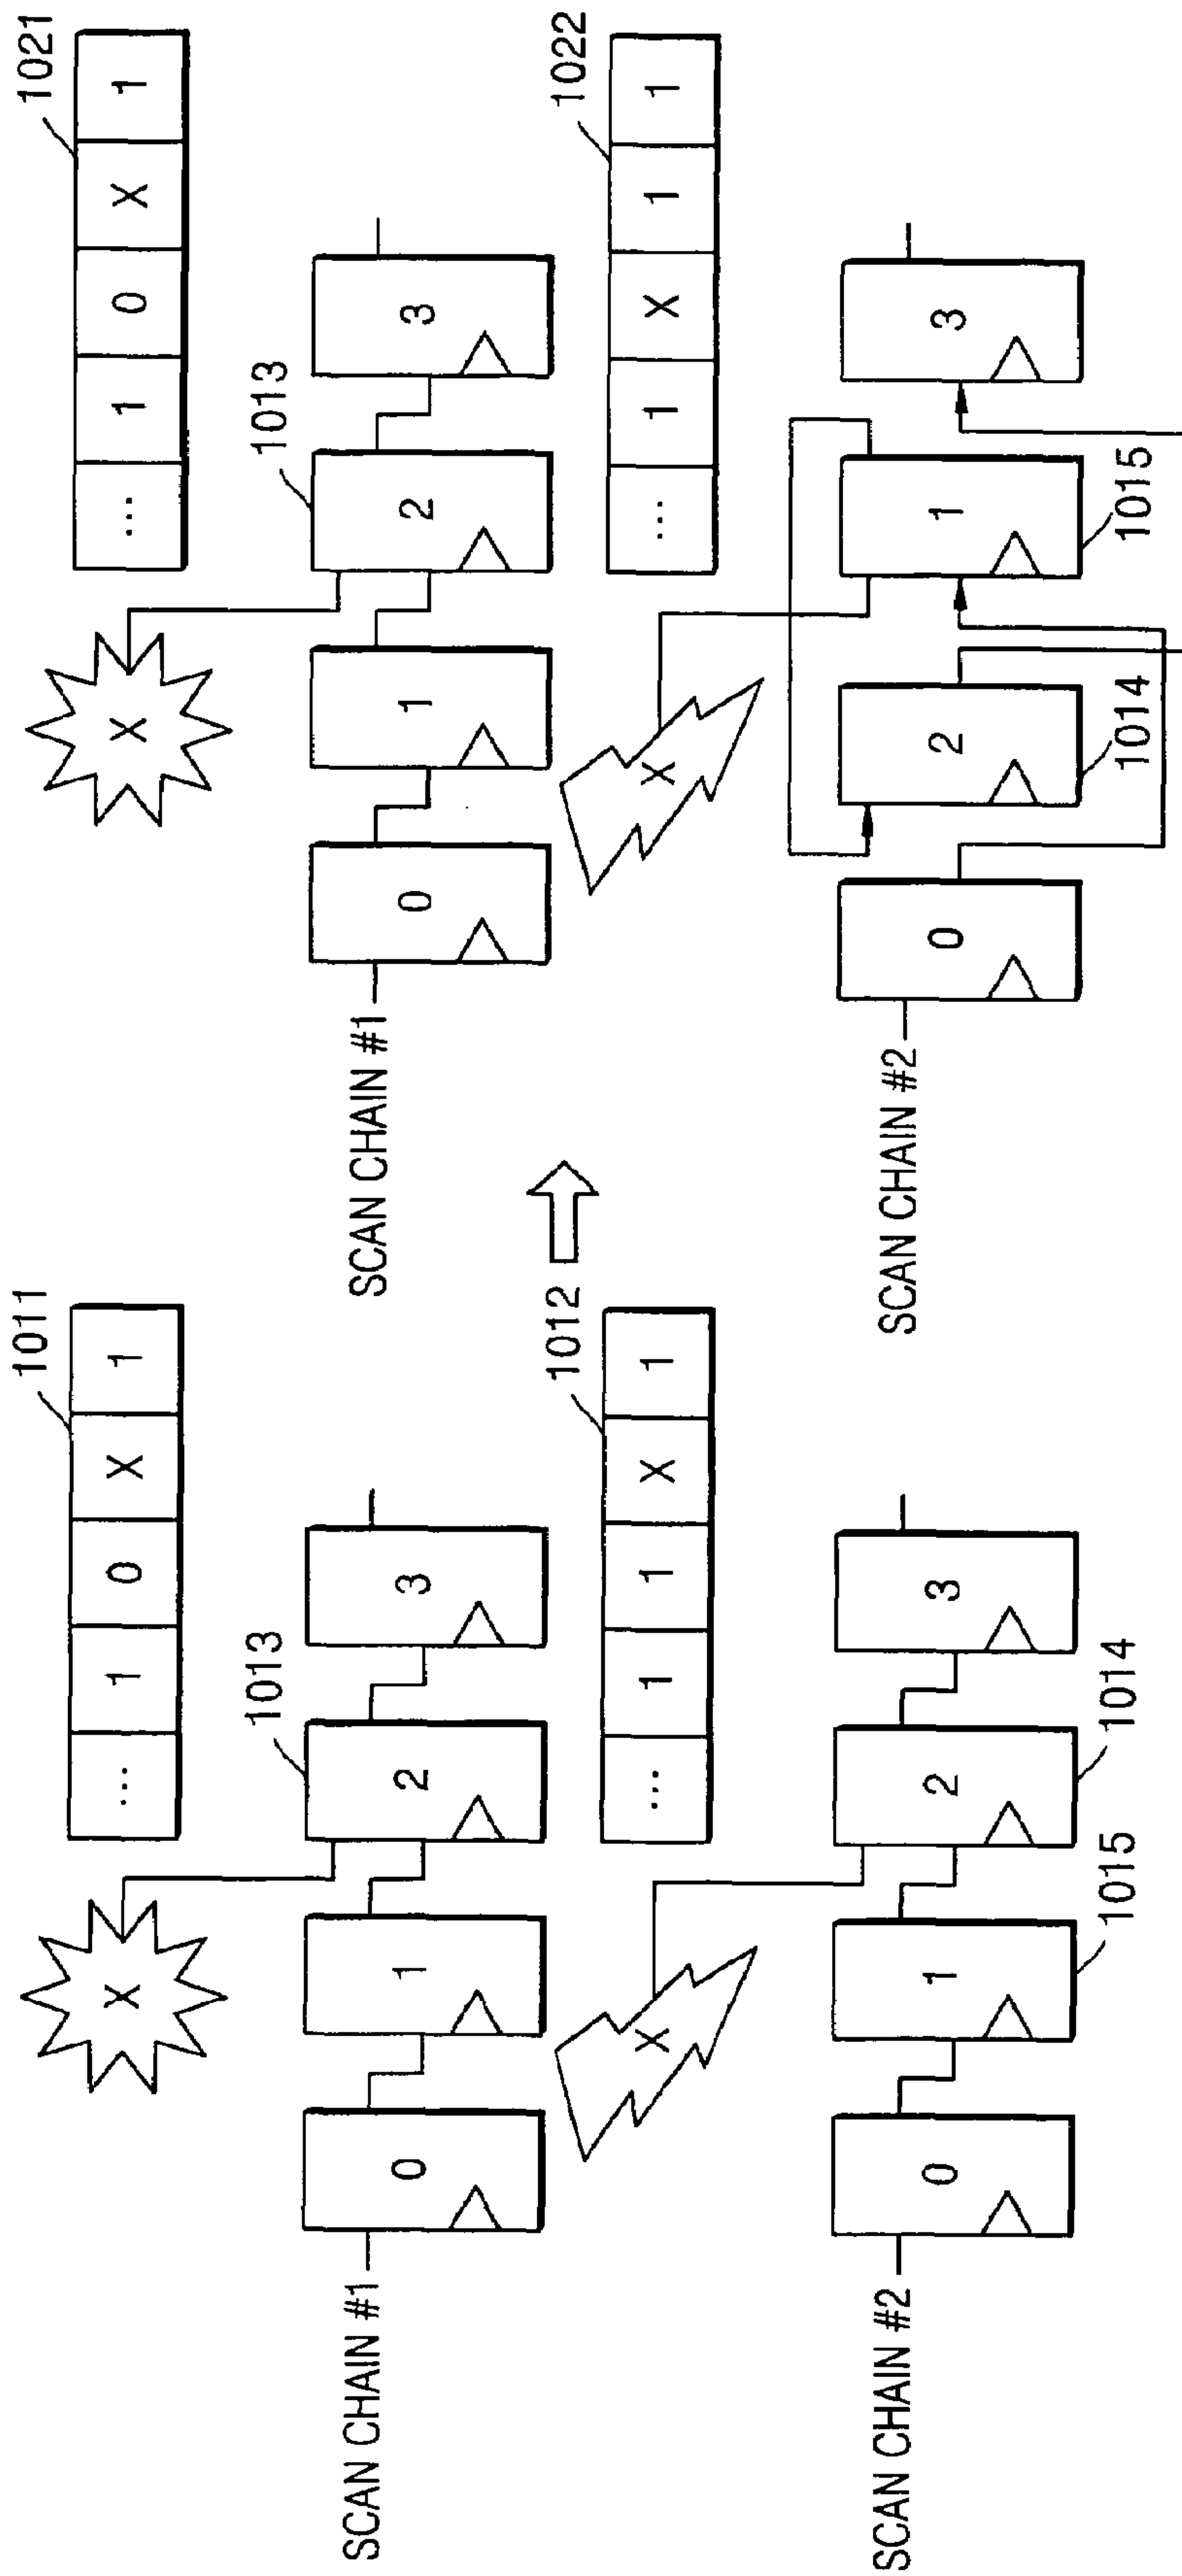 1011
... 1 0 X 1
X
1013
SCAN CHAIN #1
0 1 2 3
1012
... 1 1 X 1
X
SCAN CHAIN #2
0 1 2 3
1015
1014
1021
... 1 0 X 1
X
1013
SCAN CHAIN #1
0 1 2 3
1022
... 1 X 1 1
X
SCAN CHAIN #2
0 2 1 3
1014
1015